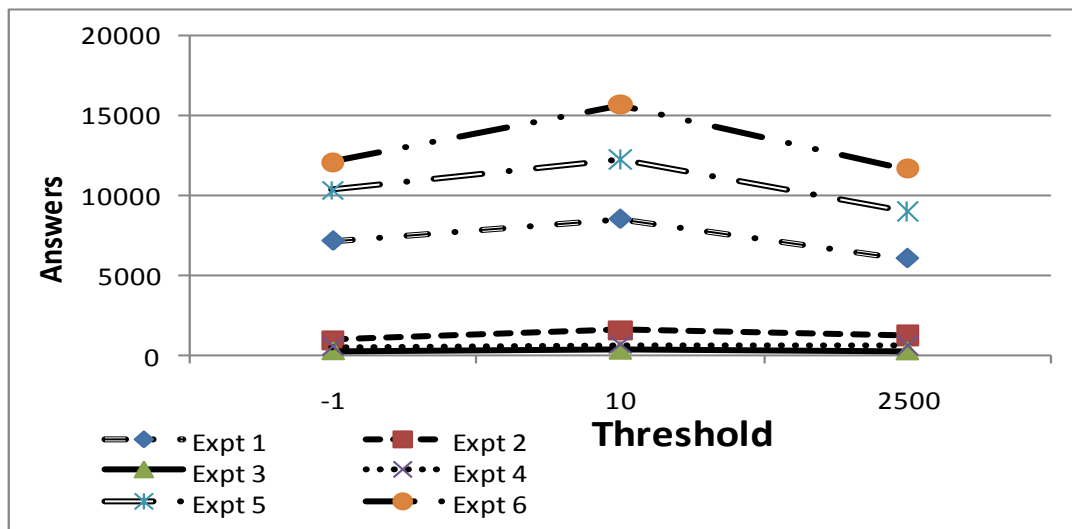 20000
15000
10000
5000
0
Answers
-1 10 2500
Threshold
Expt 1 Expt 2
Expt 3 Expt 4
Expt 5 Expt 6